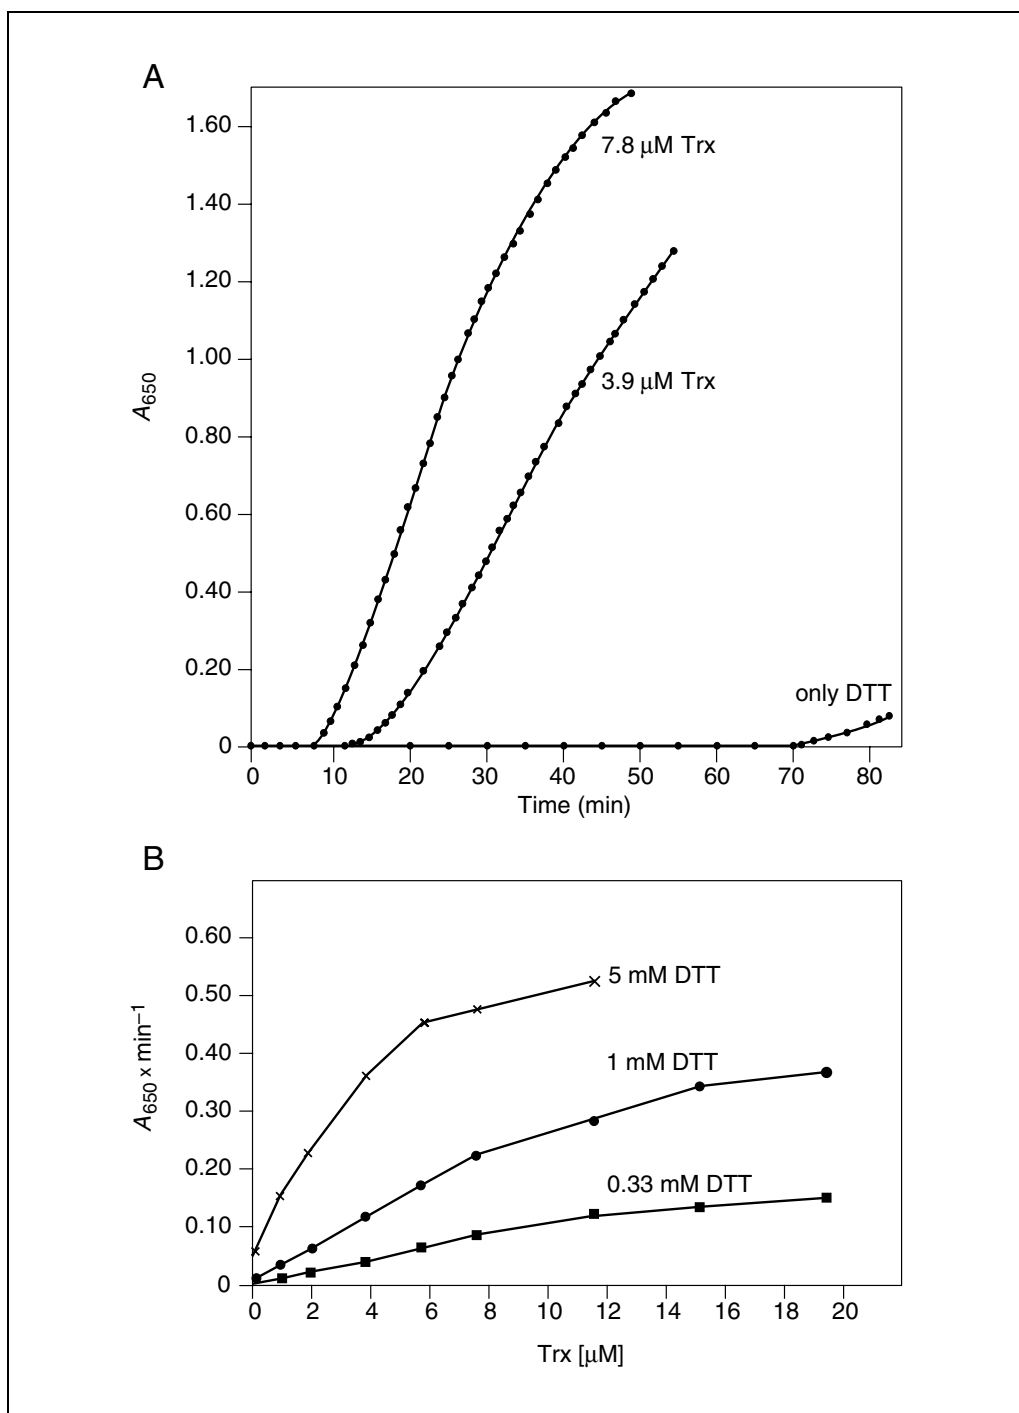 A
1.60
1.40
1.20
1.00
0.80
0.60
0.40
0.20
0
A650
7.8 μM Trx
3.9 μM Trx
only DTT
0 10 20 30 40 50 60 70 80
Time (min)
B
0.60
0.50
0.40
0.30
0.20
0.10
0
A650 x min–1
5 mM DTT
1 mM DTT
0.33 mM DTT
0 2 4 6 8 10 12 14 16 18 20
Trx [μM]